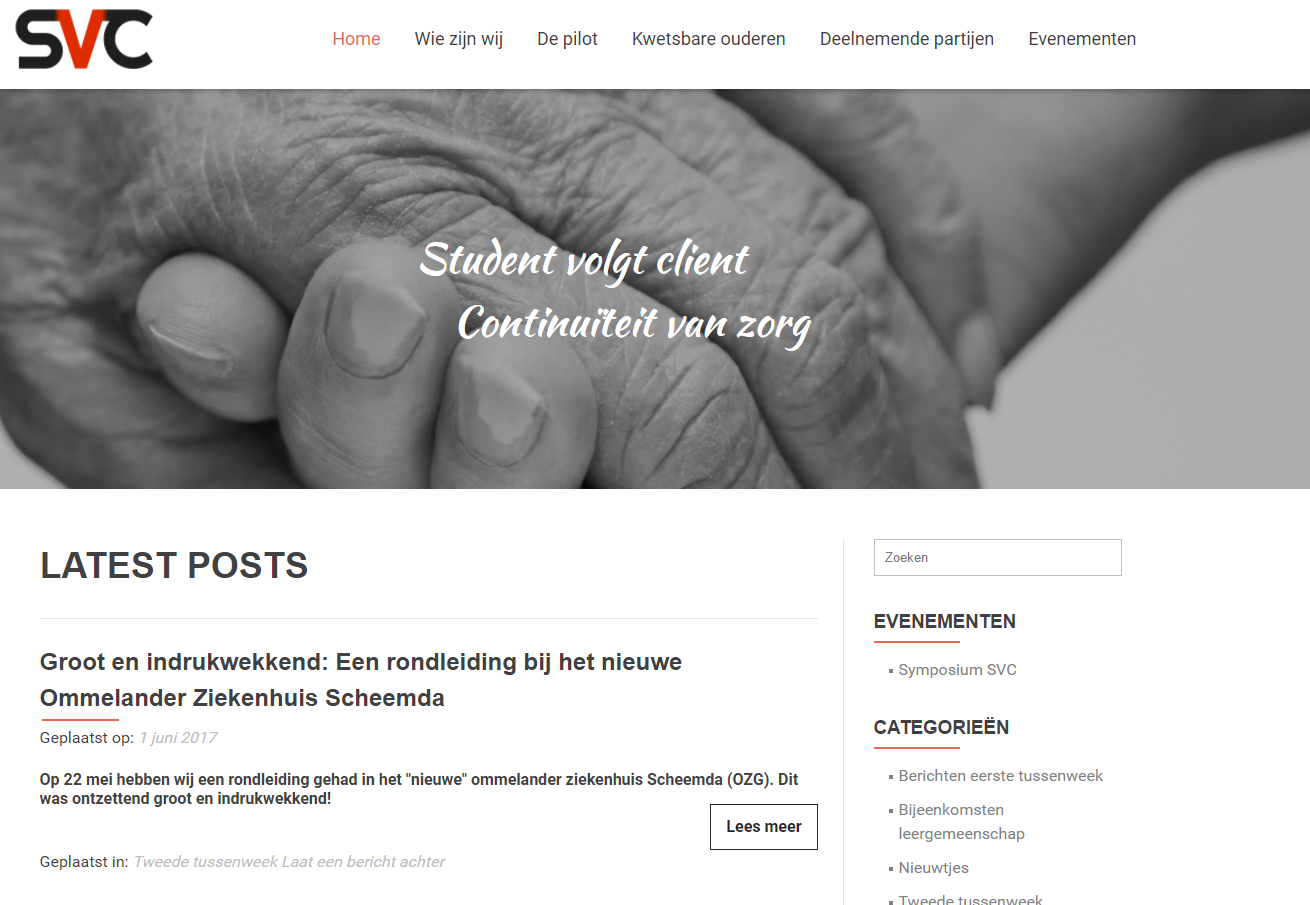 SVC
Home
Wie zijn wij
De pilot
Kwetsbare ouderen
Deelnemende partijen
Evenementen
Student volgt client
Continuïteit van zorg
LATEST POSTS
Groot en indrukwekkend: Een rondleiding bij het nieuwe
Ommelander Ziekenhuis Scheemda
Geplaatst op: 1 juni 2017
Op 22 mei hebben wij een rondleiding gehad in het "nieuwe" ommelander ziekenhuis Scheemda (OZG). Dit
was ontzettend groot en indrukwekkend!
Lees meer
Geplaatst in: Tweede tussenweek Laat een bericht achter
Zoeken
EVENEMENTEN
Symposium SVC
CATEGORIEËN
Berichten eerste tussenweek
Bijeenkomsten
leergemeenschap
Nieuwtjes
Tweede tussenweek